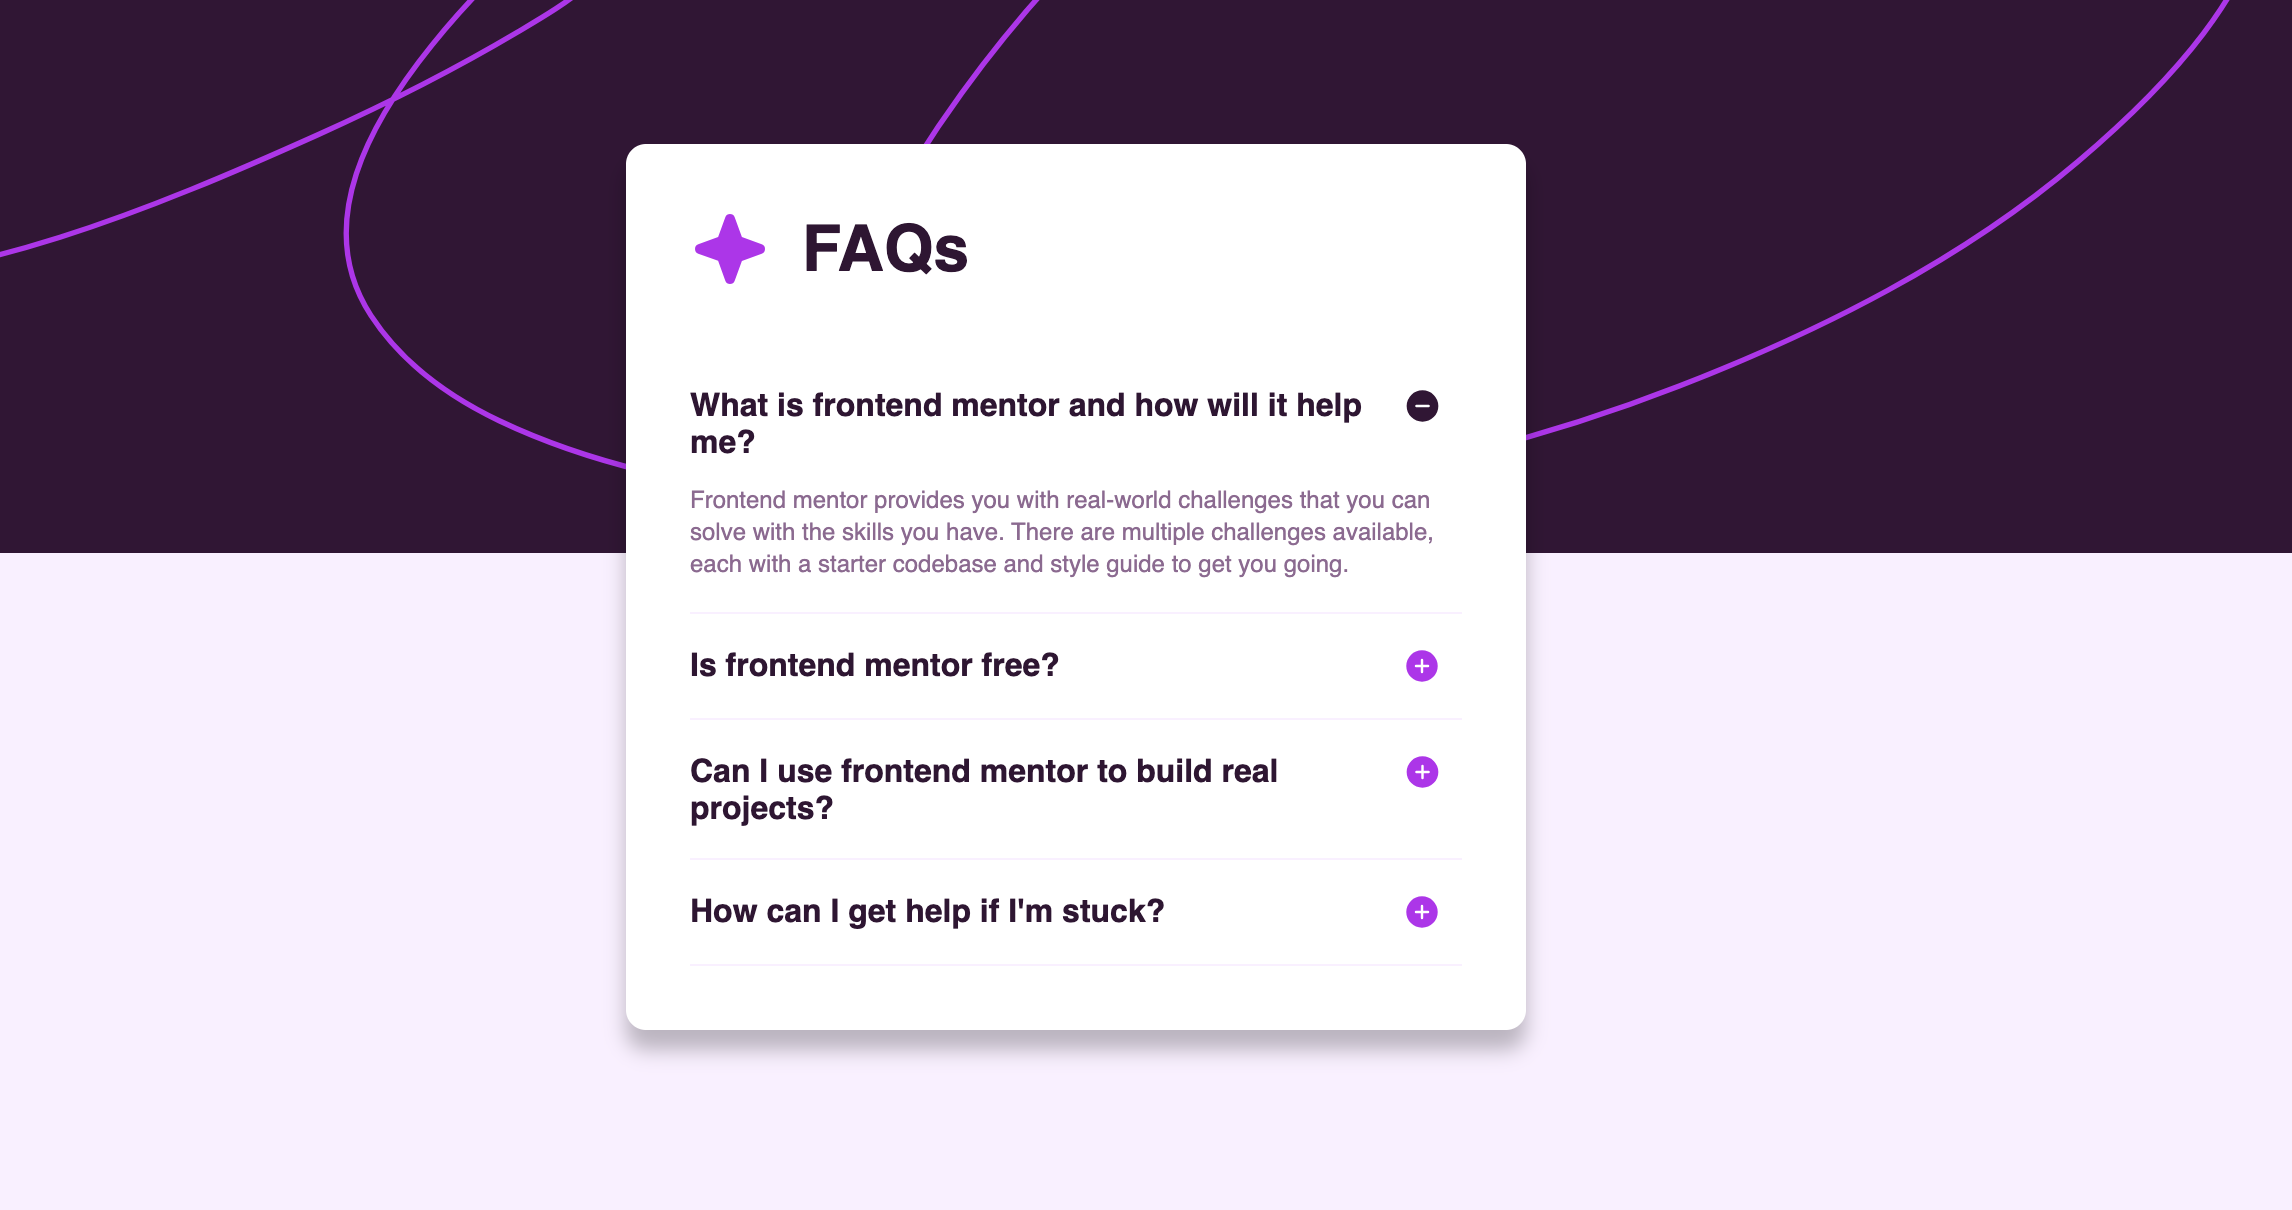 FAQs
What is frontend mentor and how will it help
me?
Frontend mentor provides you with real-world challenges that you can
solve with the skills you have. There are multiple challenges available,
each with a starter codebase and style guide to get you going.
Is frontend mentor free?
Can I use frontend mentor to build real
projects?
How can I get help if I'm stuck?